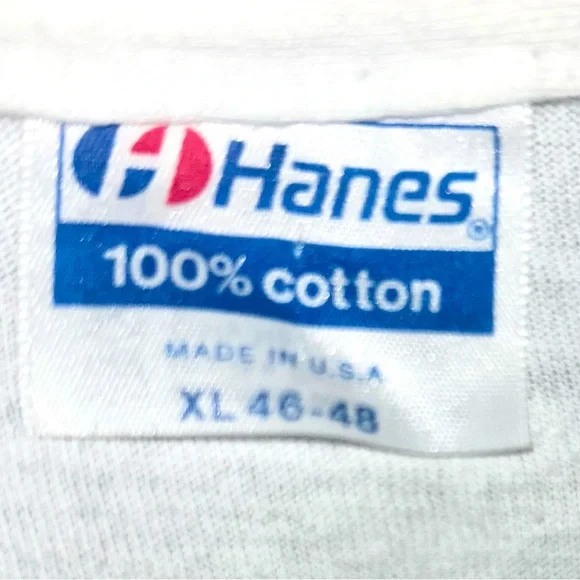 Hanes®
100% cotton
MADE IN U.S.A
XL 46-48